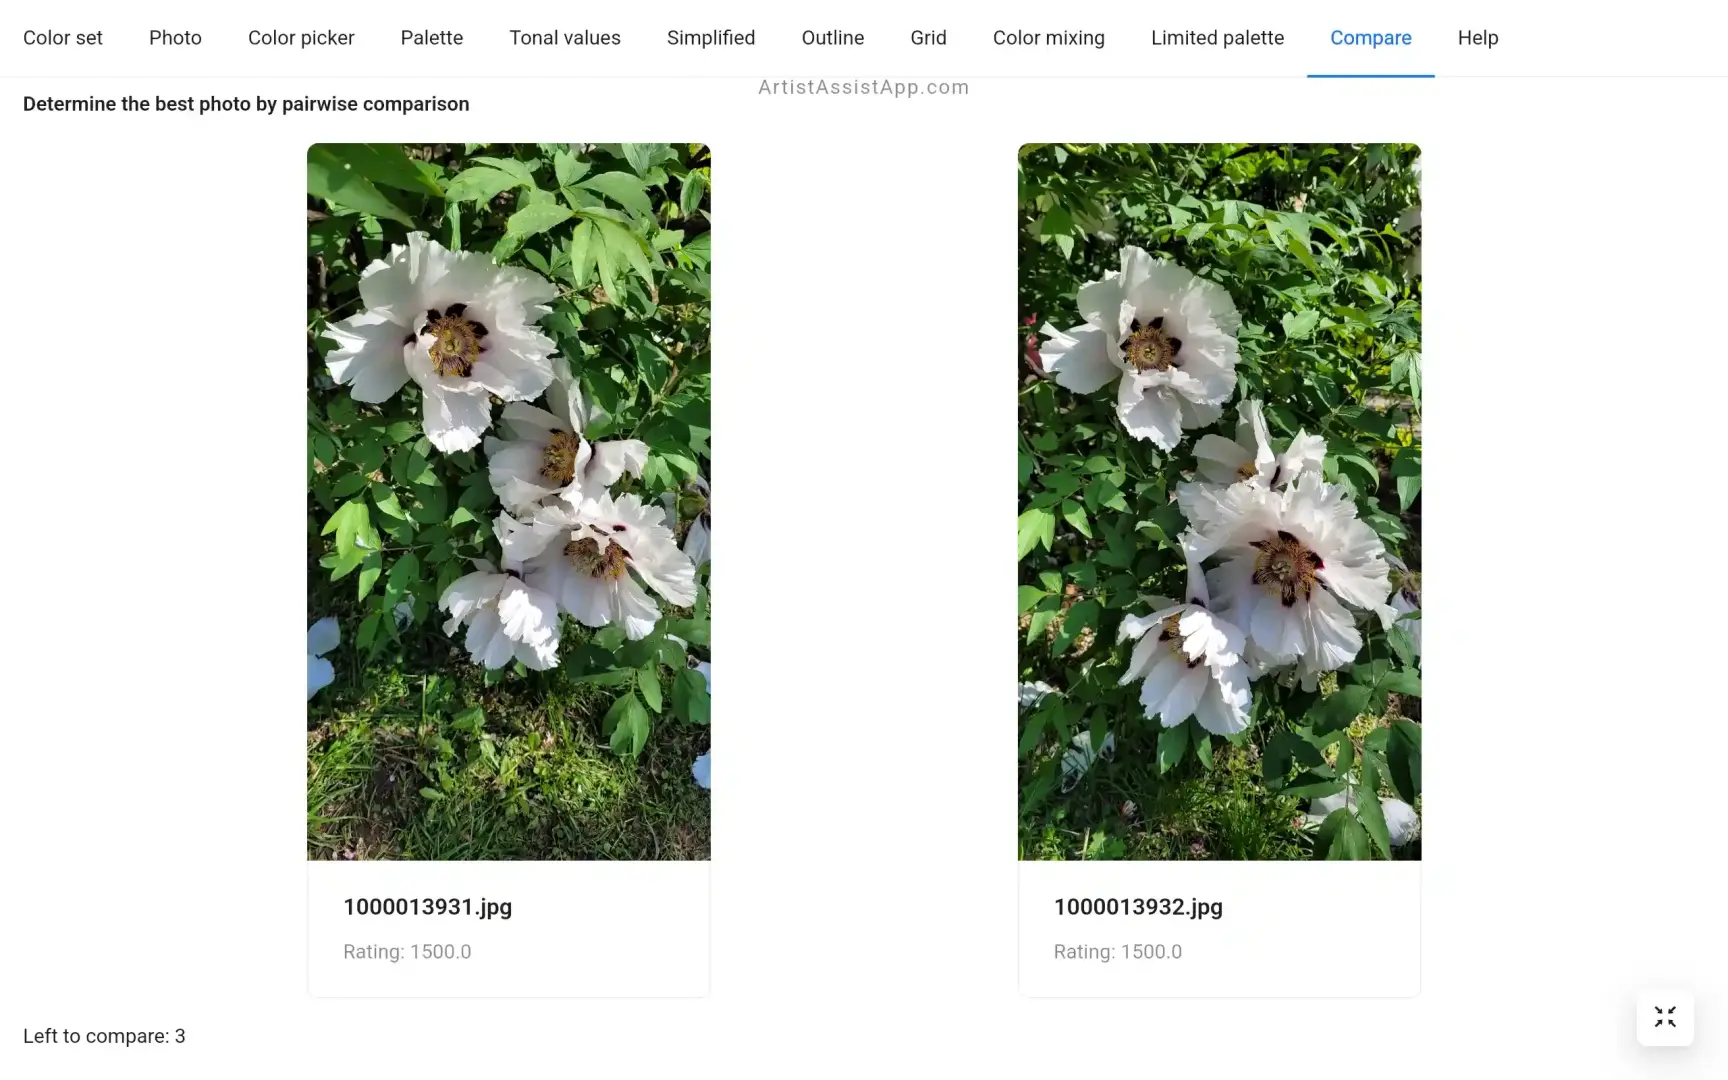 Color set Photo Color picker Palette Tonal values Simplified Outline Grid Color mixing Limited palette Compare Help
ArtistAssistApp.com
Determine the best photo by pairwise comparison
1000013931.jpg
Rating: 1500.0
1000013932.jpg
Rating: 1500.0
Left to compare: 3